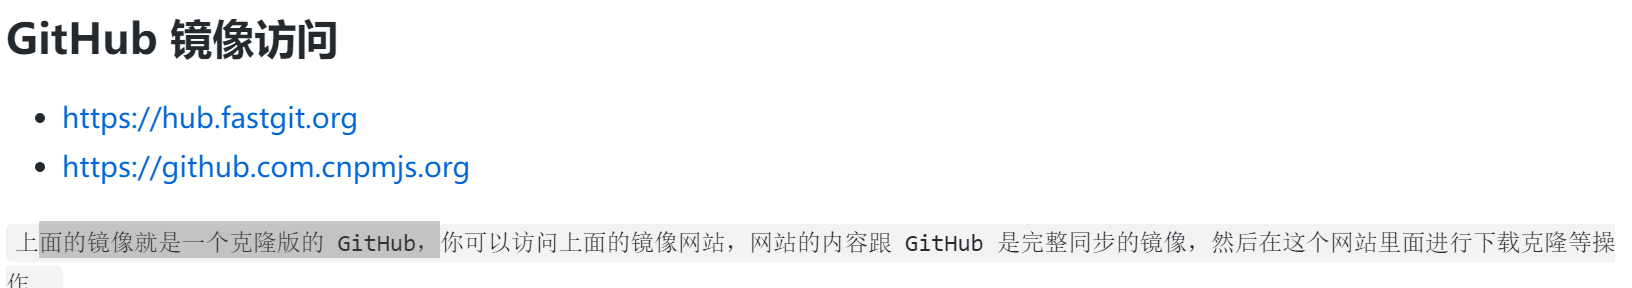 GitHub 镜像访问
https://hub.fastgit.org
https://github.com.cnpmjs.org
上面的镜像就是一个克隆版的 GitHub，你可以访问上面的镜像网站，网站的内容跟 GitHub 是完整同步的镜像，然后在这个网站里面进行下载克隆等操
作